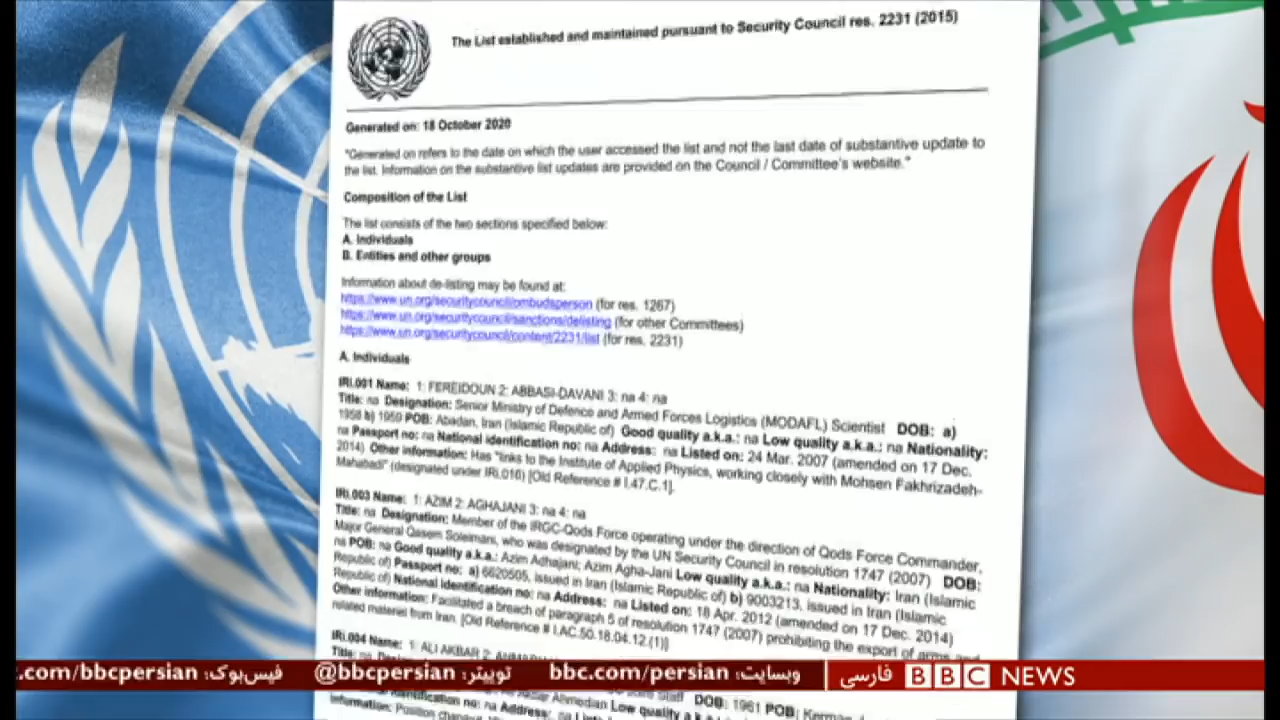 The List established and maintained pursuant to Security Council res. 2231 (2015)
Generated on: 18 October 2020
"Generated on refers to the date on which the user accessed the list and not the last date of substantive update to
the list. Information on the substantive list updates are provided on the Council / Committee's website."
Composition of the List
The list consists of the two sections specified below:
A. Individuals
B. Entities and other groups
Information about de-listing may be found at:
https://www.un.org/securitycouncil/ombudsperson (for res. 1267)
https://www.un.org/securitycouncil/sanctions/delisting (for other Committees)
https://www.un.org/securitycouncil/content/2231/list (for res. 2231)
A. Individuals
IRi.001 Name: 1: FEREIDOUN 2: ABBASI-DAVANI 3: na 4: na
Title: na Designation: Senior Ministry of Defence and Armed Forces Logistics (MODAFL) Scientist DOB: a)
1958 b) 1959 POB: Abadan, Iran (Islamic Republic of) Good quality a.k.a.: na Low quality a.k.a.: na Nationality:
na Passport no: na National identification no: na Address: na Listed on: 24 Mar. 2007 (amended on 17 Dec.
2014) Other information: Has "links to the Institute of Applied Physics, working closely with Mohsen Fakhrizadeh-
Mahabadi" (designated under IRi.016) [Old Reference # I.47.C.1].
IRi.003 Name: 1: AZIM 2: AGHAJANI 3: na 4: na
Title: na Designation: Member of the IRGC-Qods Force operating under the direction of Qods Force Commander,
Major General Qasem Soleimani, who was designated by the UN Security Council in resolution 1747 (2007) DOB:
na POB: na Good quality a.k.a.: Azim Adhajani; Azim Agha-Jani Low quality a.k.a.: na Nationality: Iran (Islamic
Republic of) Passport no: a) 6620505, issued in Iran (Islamic Republic of) b) 9003213, issued in Iran (Islamic
Republic of) National identification no: na Address: na Listed on: 18 Apr. 2012 (amended on 17 Dec. 2014)
Other information: Facilitated a breach of paragraph 5 of resolution 1747 (2007) prohibiting the export of arms and
related materiel from Iran. [Old Reference # I.AC.50.18.04.12.(1)]
IRi.004 Name: 1: ALI AKBAR 2:
Title: na
Ahmadian Low quality DOB: 1961 POB: Kerman
Information: Position
.com/bbcpersian فیس‌بوک: @bbcpersian توییتر: bbc.com/persian وبسایت: فارسی BBC NEWS